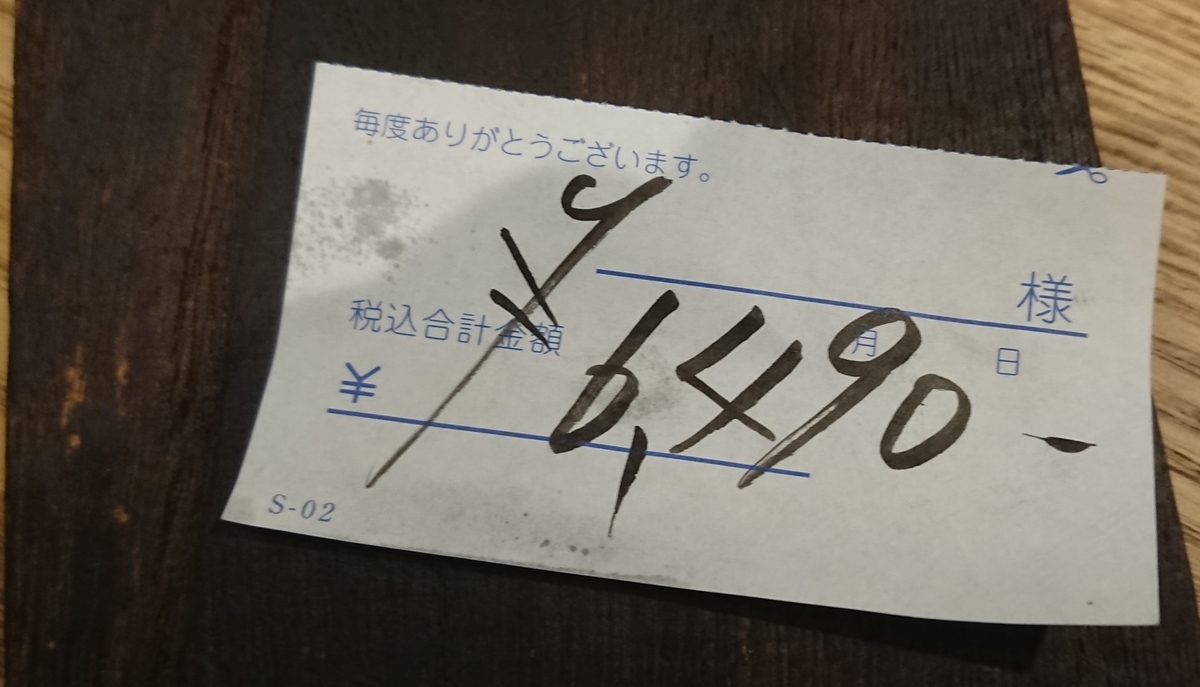 毎度ありがとうございます。
様
月 日
税込合計金額
¥
¥6,490-
S-02